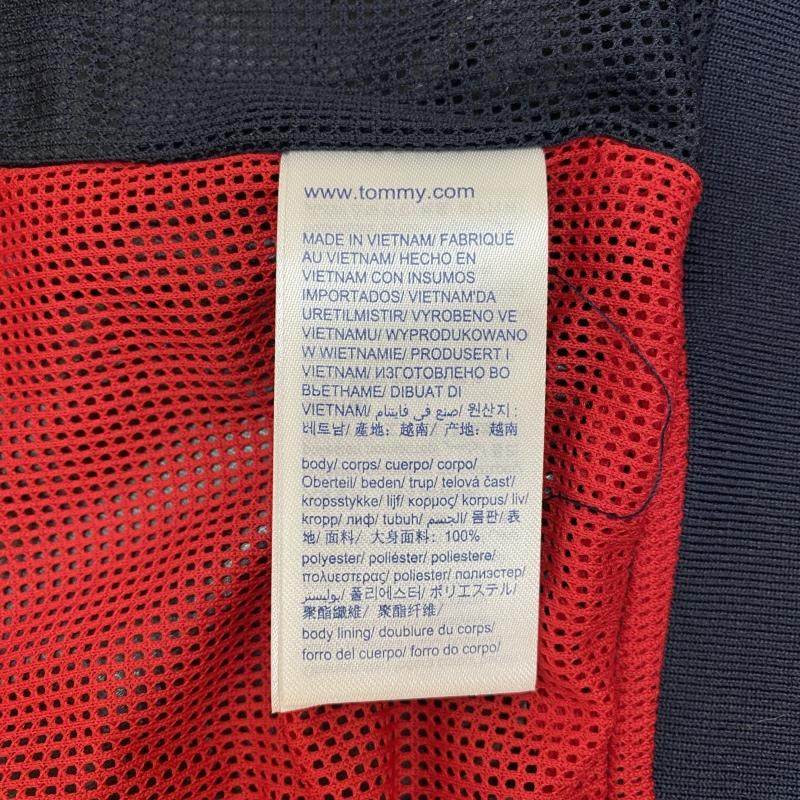 www.tommy.com
MADE IN VIETNAM/ FABRIQUÉ
AU VIETNAM/ HECHO EN
VIETNAM CON INSUMOS
IMPORTADOS/ VIETNAM'DA
URETILMISTIR/ VYROBENO VE
VIETNAMU/ WYPRODUKOWANO
W WIETNAMIE/ PRODUSERT I
VIETNAM/ ИЗГОТОВЛЕНО ВО
ВЬЕТНАМЕ/ DIBUAT DI
VIETNAM/ صنع في فايتنام/ 원산지 :
베트남/ 產地：越南/ 产地：越南
body/ corps/ cuerpo/ corpo/
Oberteil/ beden/ trup/ telová časť/
kropsstykke/ lijf/ κορμος/ korpus/ liv/
kropp/ лиф/ tubuh/ الجسم/ 몸판/ 表
地/ 面料/ 大身面料：100%
polyester/ poliéster/ poliestere/
πολυεστερας/ poliester/ полиэстер/
بوليستر/ 폴리에스터/ ポリエステル/
聚酯纖維/ 聚酯纤维/
body lining/ doublure du corps/
forro del cuerpo/ forro do corpo/